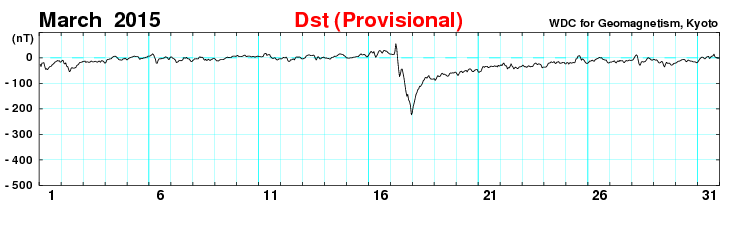 March 2015 Dst (Provisional) WDC for Geomagnetism, Kyoto
(nT)
0
- 100
- 200
- 300
- 400
- 500
1 6 11 16 21 26 31